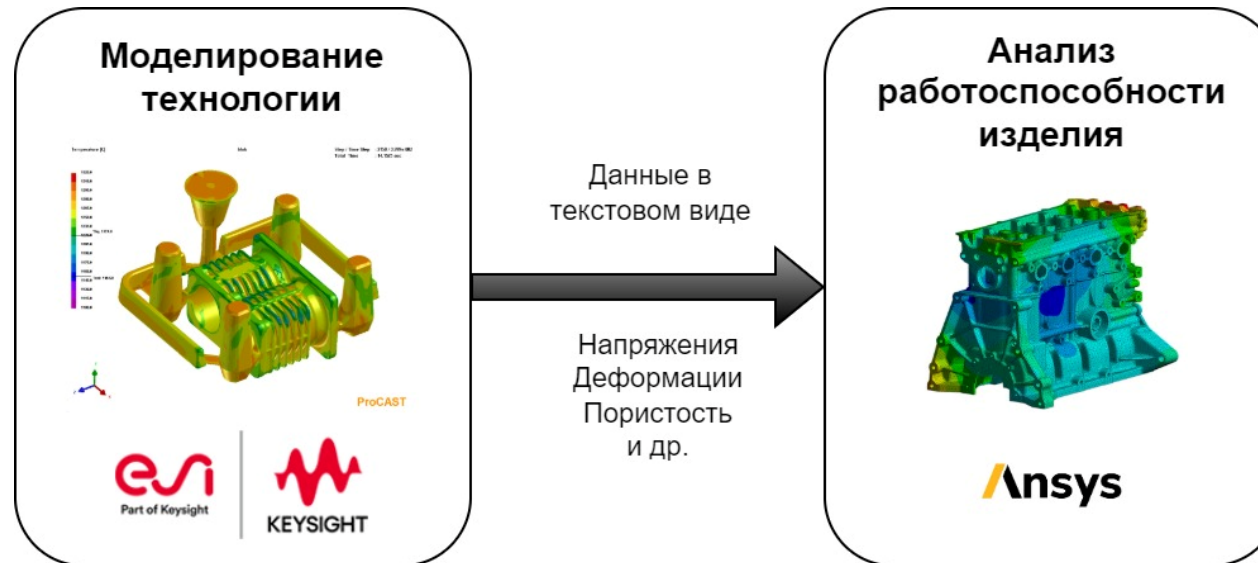 Моделирование
технологии
Temperature [C]
ProCAST
esi
Part of Keysight
KEYSIGHT
Данные в
текстовом виде
Напряжения
Деформации
Пористость
и др.
Анализ
работоспособности
изделия
Ansys